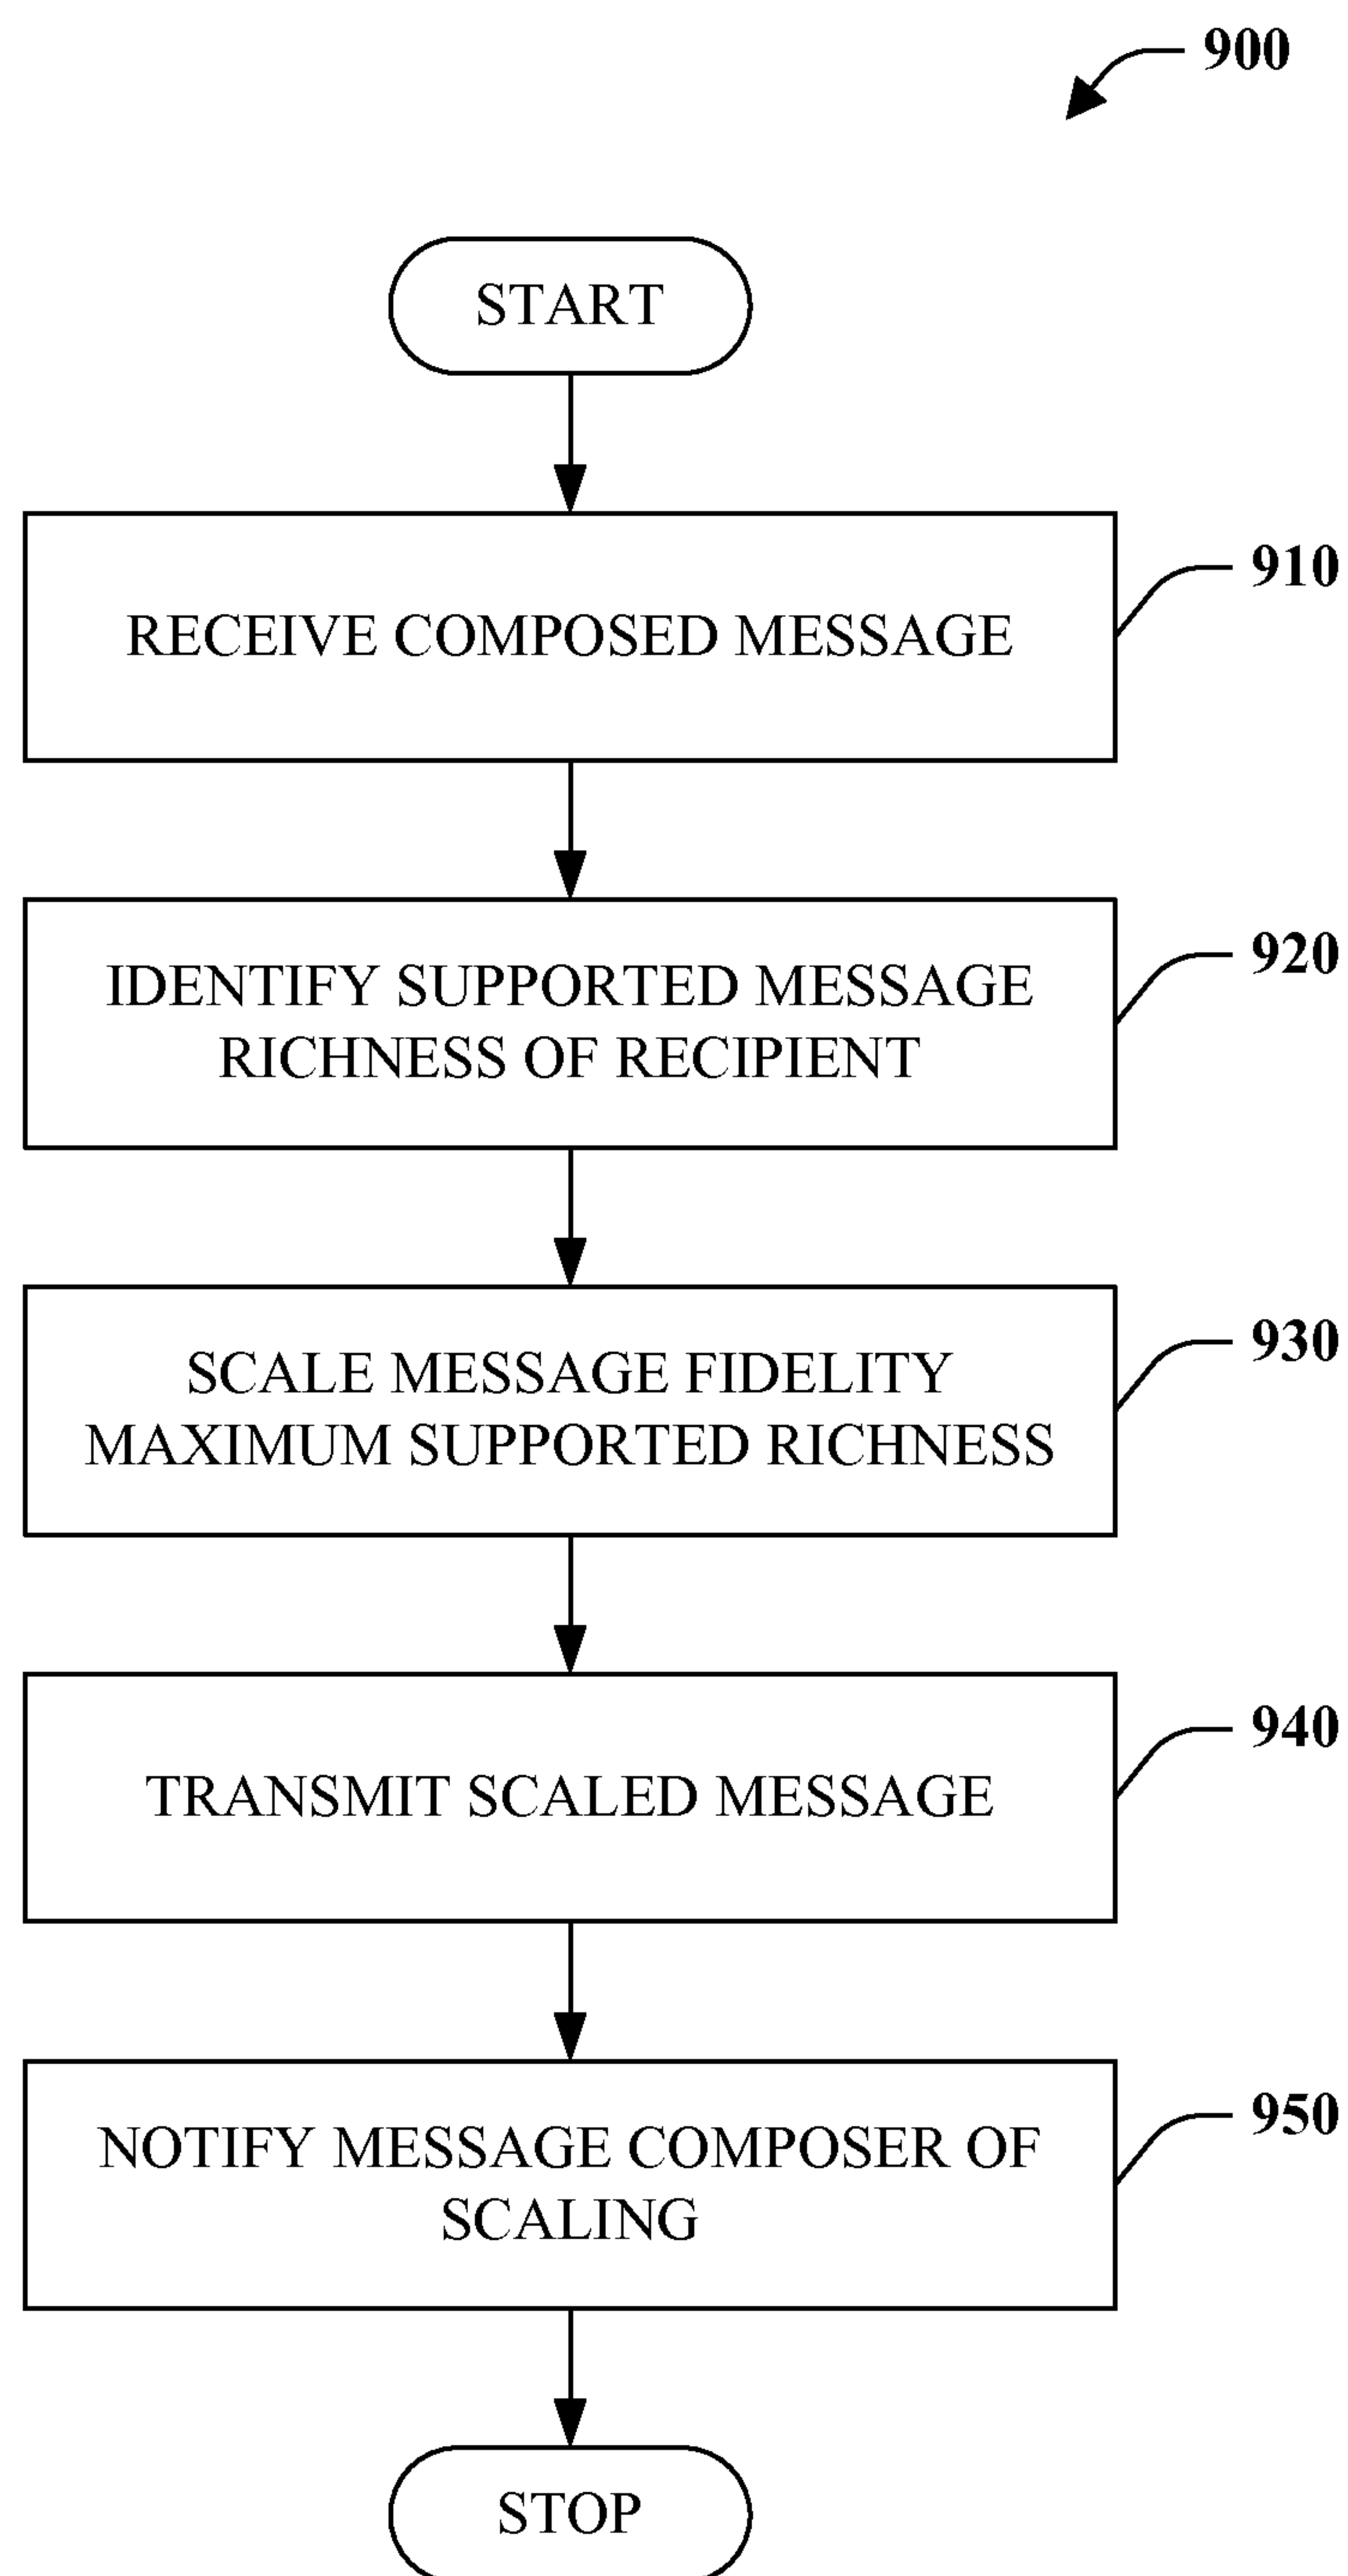 900
START
RECEIVE COMPOSED MESSAGE
910
IDENTIFY SUPPORTED MESSAGE
RICHNESS OF RECIPIENT
920
SCALE MESSAGE FIDELITY
MAXIMUM SUPPORTED RICHNESS
930
TRANSMIT SCALED MESSAGE
940
NOTIFY MESSAGE COMPOSER OF
SCALING
950
STOP